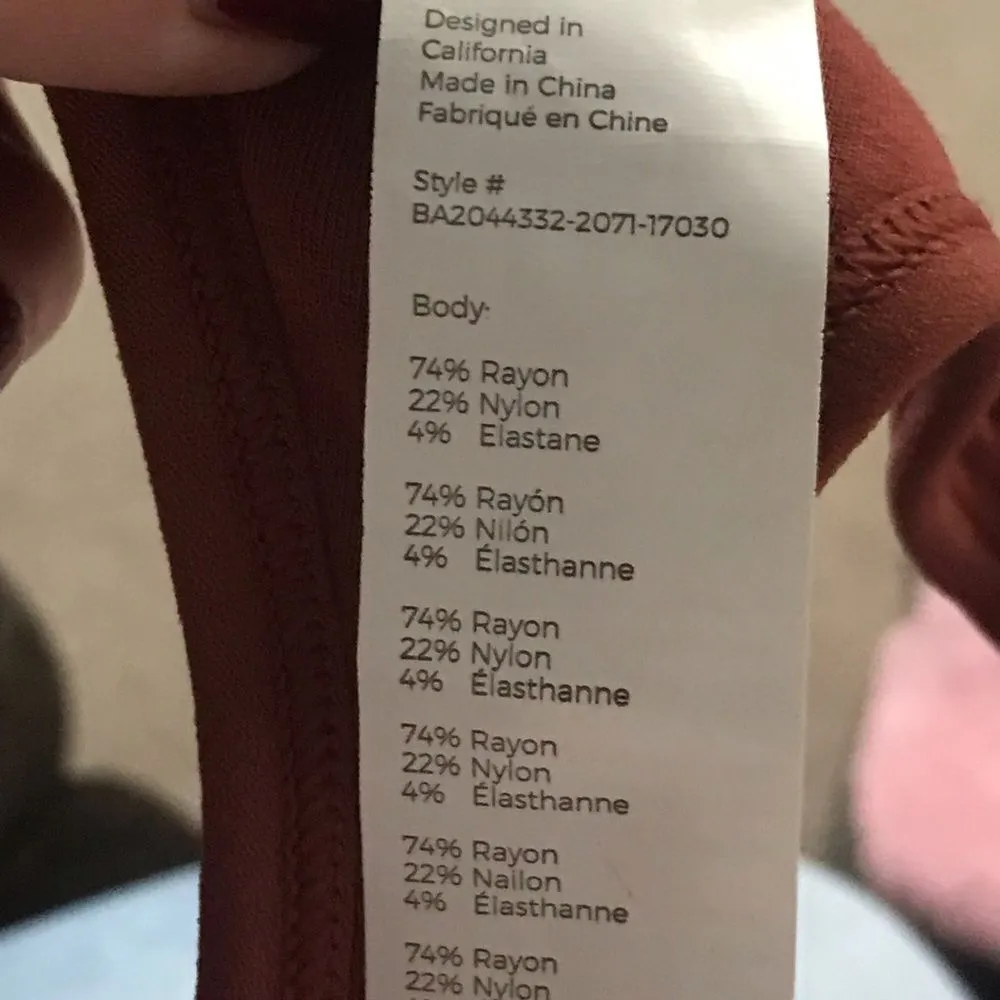 Designed in
California
Made in China
Fabriqué en Chine
Style #
BA2044332-2071-17030
Body:
74% Rayon
22% Nylon
4% Elastane
74% Rayón
22% Nilón
4% Élasthanne
74% Rayon
22% Nylon
4% Élasthanne
74% Rayon
22% Nylon
4% Élasthanne
74% Rayon
22% Nailon
4% Élasthanne
74% Rayon
22% Nylon